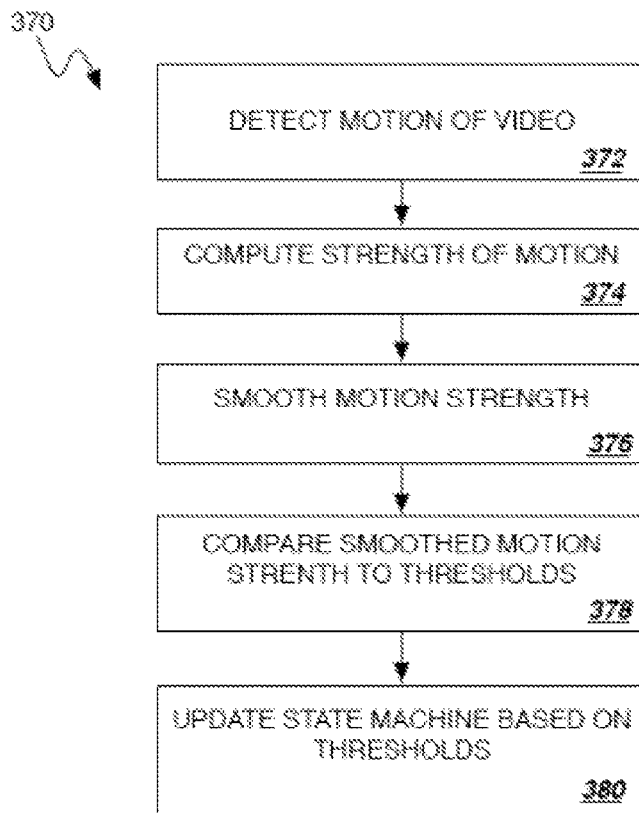 370
DETECT MOTION OF VIDEO
372
COMPUTE STRENGTH OF MOTION
374
SMOOTH MOTION STRENGTH
376
COMPARE SMOOTHED MOTION
STRENTH TO THRESHOLDS
378
UPDATE STATE MACHINE BASED ON
THRESHOLDS
380